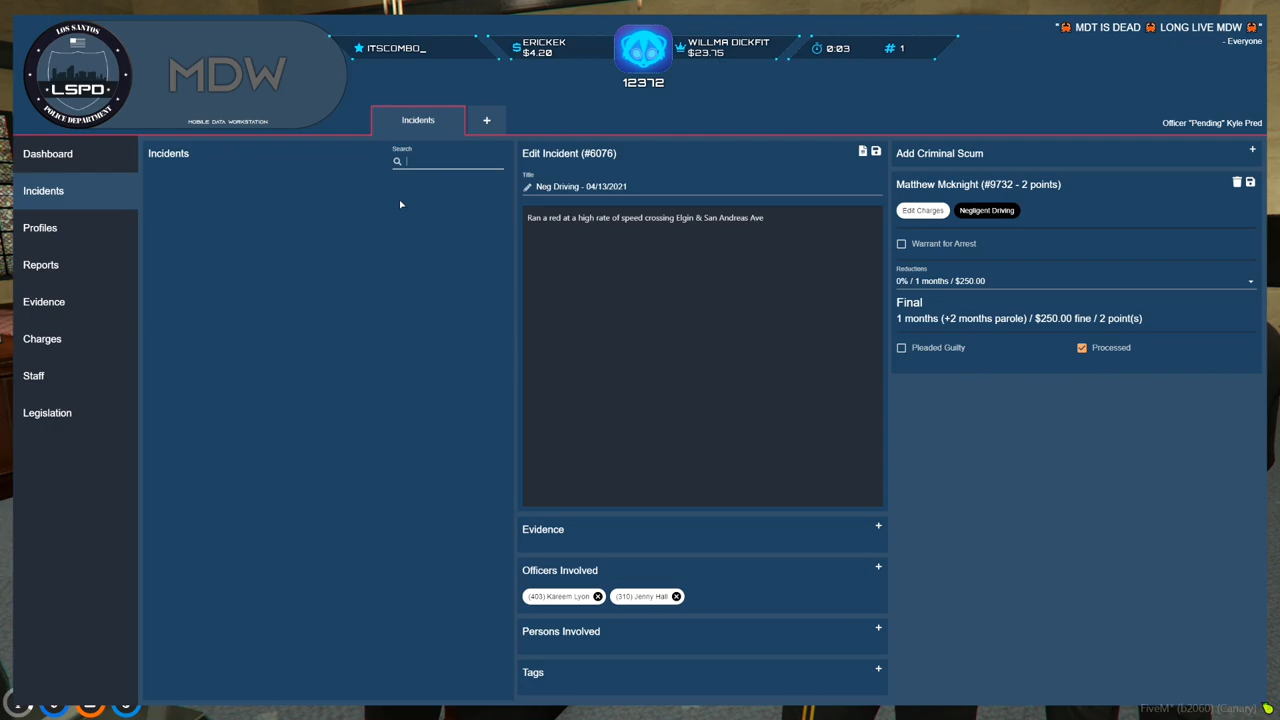 LOS SANTOS
LSPD
POLICE DEPARTMENT
MDW
MOBILE DATA WORKSTATION
ITSCOMBO_
ERICKEK
$4.20
12372
WILLMA DICKFIT
$23.75
0:03
# 1
" MDT IS DEAD LONG LIVE MDW "
- Everyone
Incidents
+
Officer "Pending" Kyle Pred
Dashboard
Incidents
Profiles
Reports
Evidence
Charges
Staff
Legislation
Incidents
Search
Edit Incident (#6076)
Title
Neg Driving - 04/13/2021
Ran a red at a high rate of speed crossing Elgin & San Andreas Ave
Evidence
+
Officers Involved
+
(403) Kareem Lyon
(310) Jenny Hall
Persons Involved
+
Tags
+
Add Criminal Scum
+
Matthew Mcknight (#9732 - 2 points)
Edit Charges
Negligent Driving
Warrant for Arrest
Reductions
0% / 1 months / $250.00
Final
1 months (+2 months parole) / $250.00 fine / 2 point(s)
Pleaded Guilty
Processed
FiveM* (b2060) (Canary)